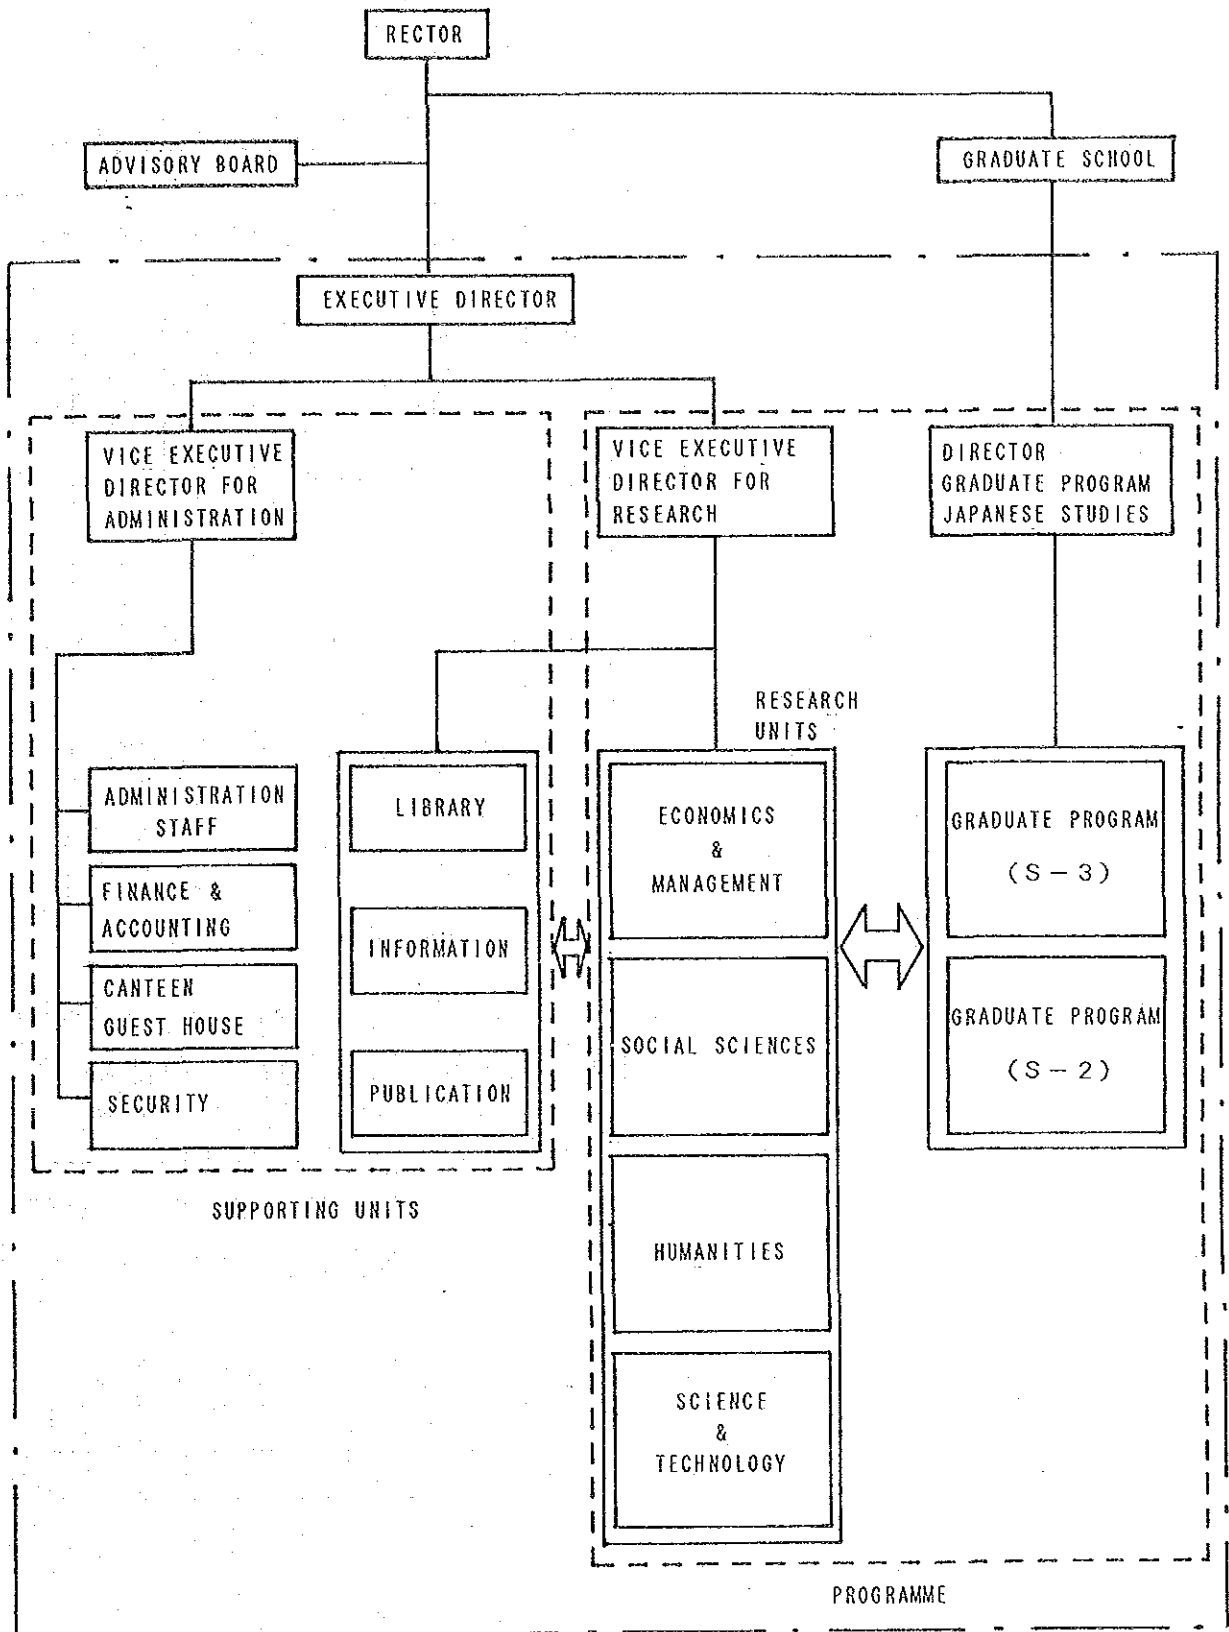 RECTOR
ADVISORY BOARD
GRADUATE SCHOOL
EXECUTIVE DIRECTOR
VICE EXECUTIVE
DIRECTOR FOR
ADMINISTRATION
VICE EXECUTIVE
DIRECTOR FOR
RESEARCH
DIRECTOR
GRADUATE PROGRAM
JAPANESE STUDIES
RESEARCH
UNITS
ADMINISTRATION
STAFF
FINANCE &
ACCOUNTING
CANTEEN
GUEST HOUSE
SECURITY
LIBRARY
INFORMATION
PUBLICATION
ECONOMICS
&
MANAGEMENT
SOCIAL SCIENCES
HUMANITIES
SCIENCE
&
TECHNOLOGY
GRADUATE PROGRAM
(S-3)
GRADUATE PROGRAM
(S-2)
SUPPORTING UNITS
PROGRAMME